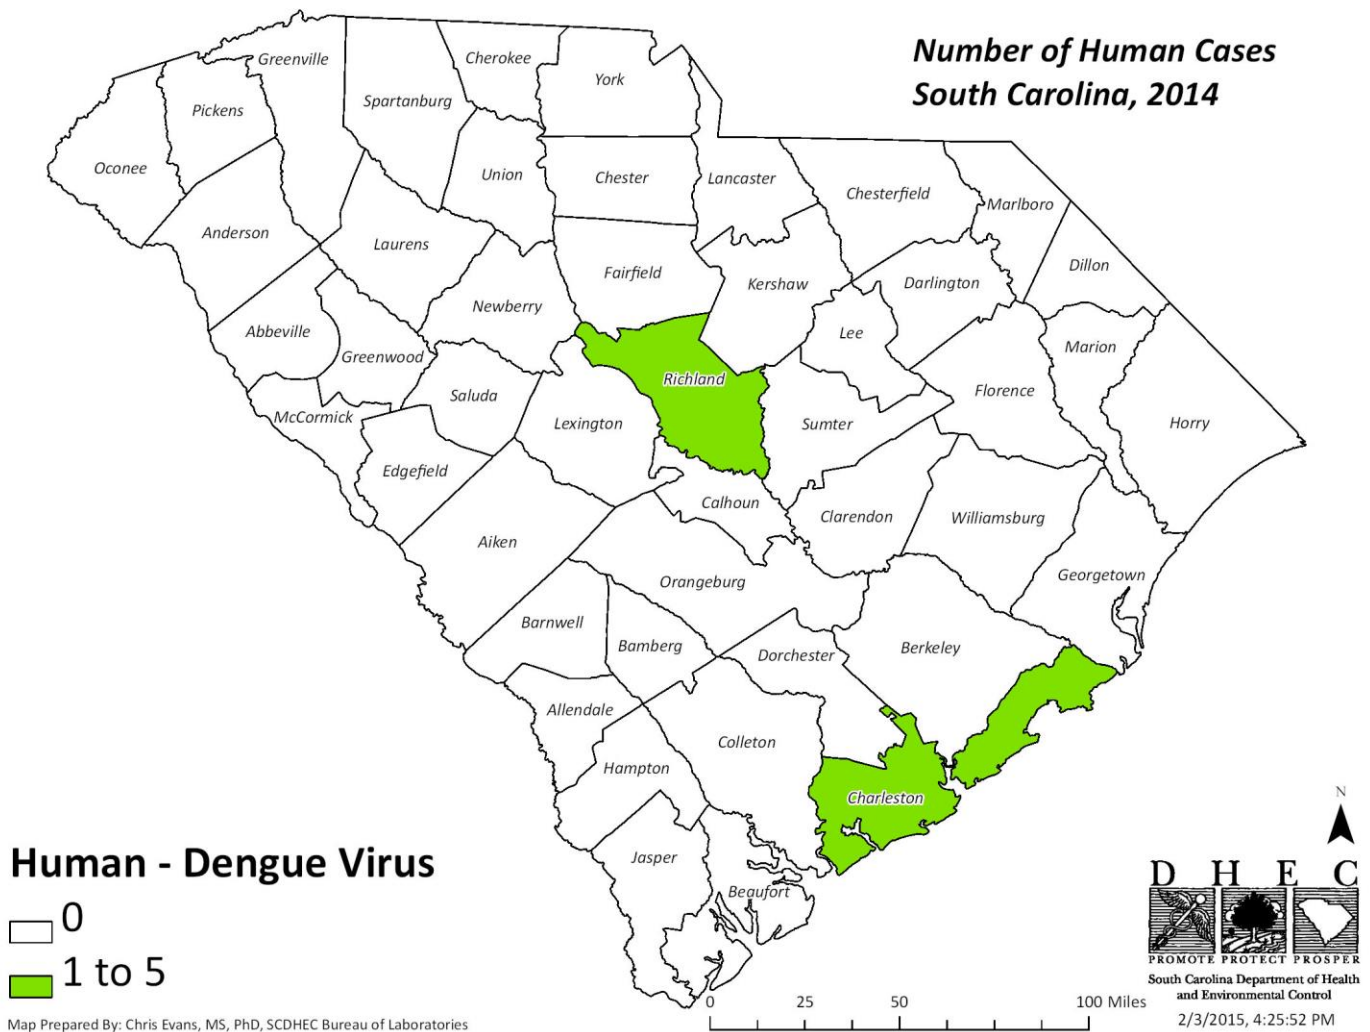 Number of Human Cases
South Carolina, 2014
Greenville
Cherokee
York
Spartanburg
Pickens
Oconee
Union
Chester
Lancaster
Chesterfield
Marlboro
Anderson
Laurens
Fairfield
Kershaw
Darlington
Dillon
Newberry
Abbeville
Greenwood
Lee
Marion
Richland
Saluda
Florence
McCormick
Lexington
Sumter
Horry
Edgefield
Calhoun
Clarendon
Williamsburg
Aiken
Orangeburg
Georgetown
Barnwell
Bamberg
Dorchester
Berkeley
Allendale
Colleton
Hampton
Charleston
Jasper
Beaufort
Human - Dengue Virus
0
1 to 5
Map Prepared By: Chris Evans, MS, PhD, SCDHEC Bureau of Laboratories
0 25 50 100 Miles
N
D H E C
PROMOTE PROTECT PROSPER
South Carolina Department of Health
and Environmental Control
2/3/2015, 4:25:52 PM